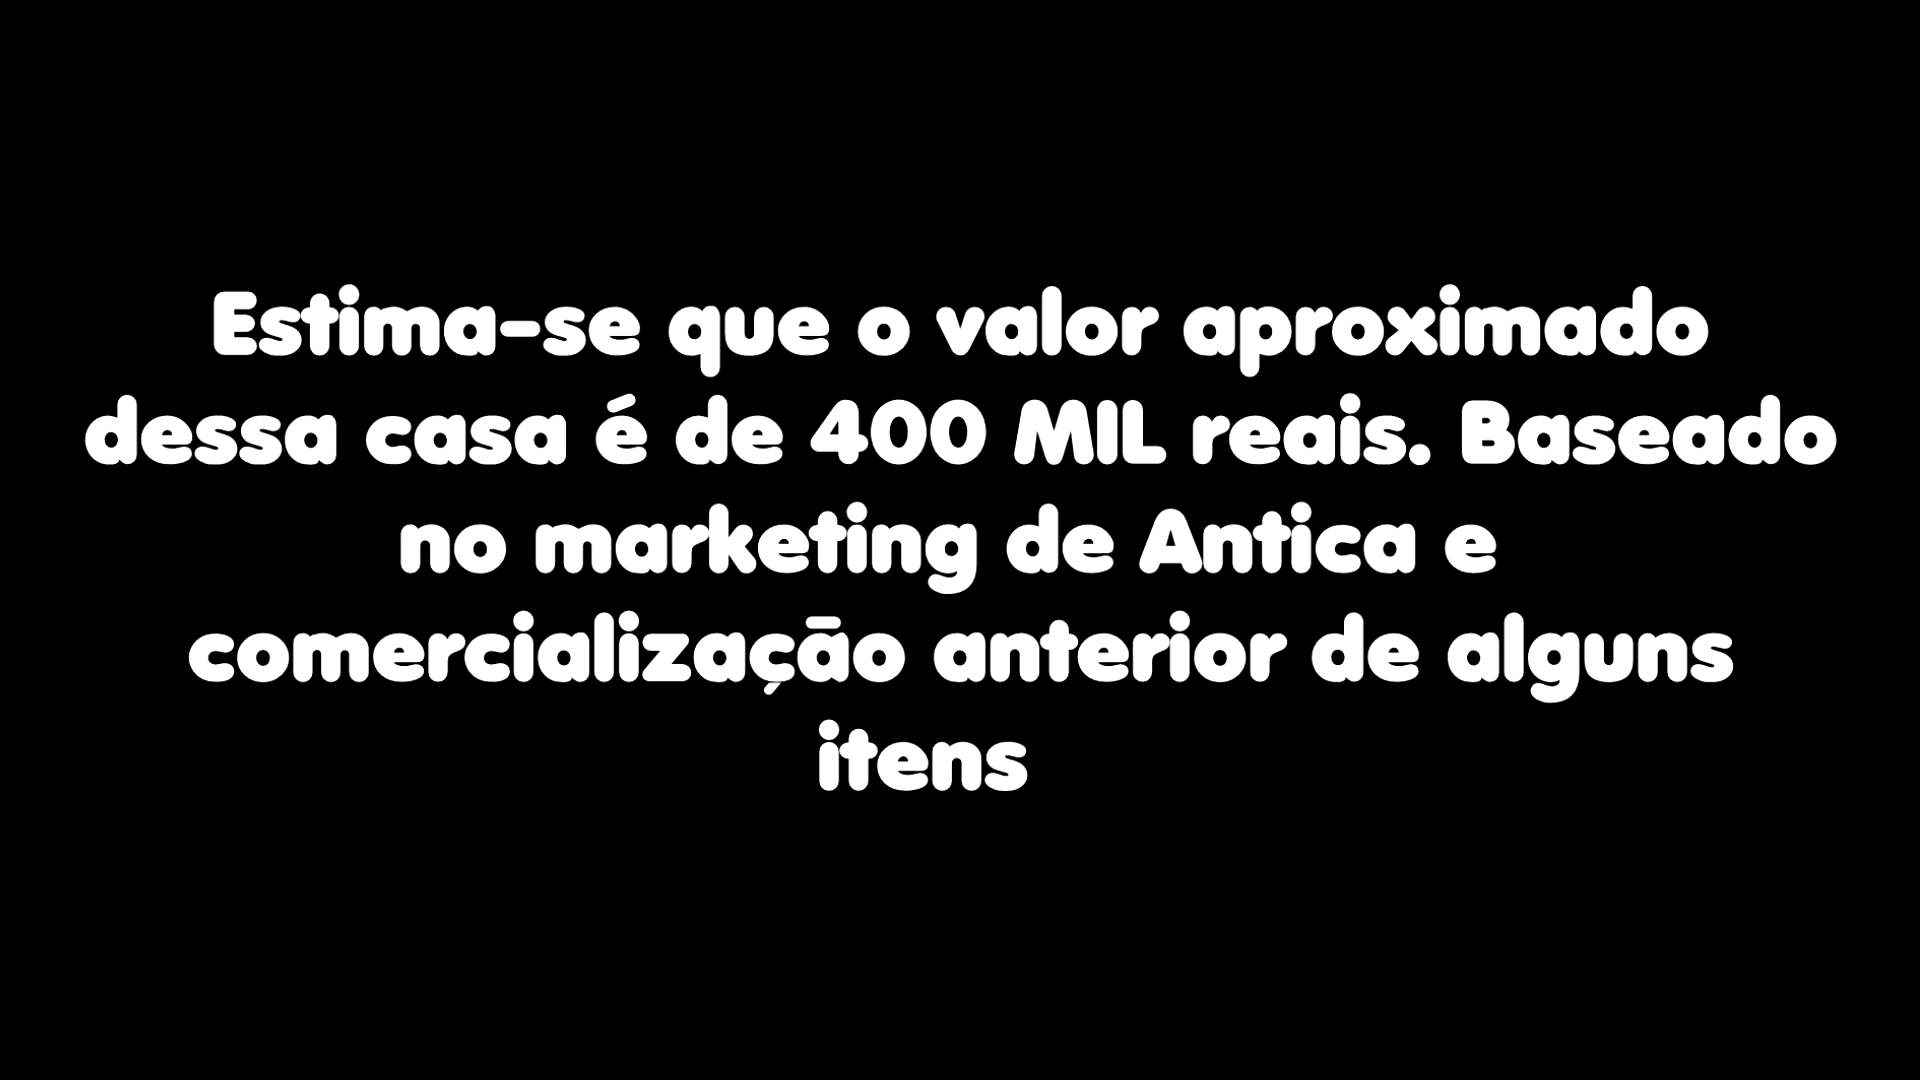 Estima-se que o valor aproximado
dessa casa é de 400 MIL reais. Baseado
no marketing de Antica e
comercialização anterior de alguns
itens